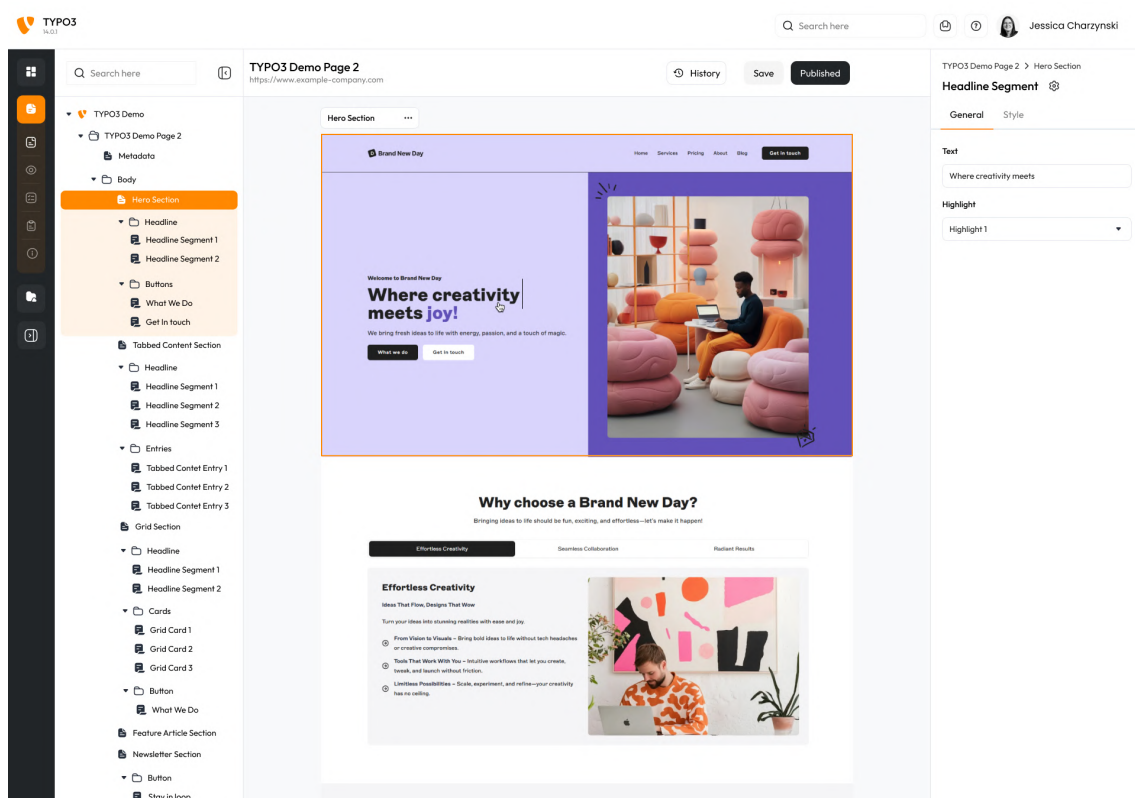 TYPO3
14.0.1
Search here
Jessica Charzynski
Search here
TYPO3 Demo
TYPO3 Demo Page 2
Metadata
Body
Hero Section
Headline
Headline Segment 1
Headline Segment 2
Buttons
What We Do
Get In touch
Tabbed Content Section
Headline
Headline Segment 1
Headline Segment 2
Headline Segment 3
Entries
Tabbed Contet Entry 1
Tabbed Contet Entry 2
Tabbed Contet Entry 3
Grid Section
Headline
Headline Segment 1
Headline Segment 2
Cards
Grid Card 1
Grid Card 2
Grid Card 3
Button
What We Do
Feature Article Section
Newsletter Section
Button
Stay in loop
TYPO3 Demo Page 2
https://www.example-company.com
History
Save
Published
Hero Section
Brand New Day
Home Services Pricing About Blog Get in touch
Welcome to Brand New Day
Where creativity
meets joy!
We bring fresh ideas to life with energy, passion, and a touch of magic.
What we do Get in touch
Why choose a Brand New Day?
Bringing ideas to life should be fun, exciting, and effortless—let's make it happen!
Effortless Creativity Seamless Collaboration Radiant Results
Effortless Creativity
Ideas That Flow, Designs That Wow
Turn your ideas into stunning realities with ease and joy.
From Vision to Visuals – Bring bold ideas to life without tech headaches
or creative compromises.
Tools That Work With You – Intuitive workflows that let you create,
tweak, and launch without friction.
Limitless Possibilities – Scale, experiment, and refine—your creativity
has no ceiling.
TYPO3 Demo Page 2 > Hero Section
Headline Segment
General Style
Text
Where creativity meets
Highlight
Highlight 1